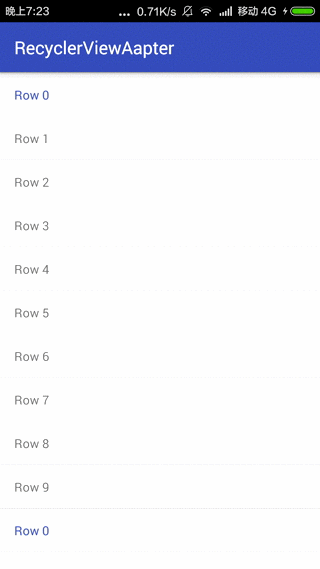 晚上7:23 ... 0.71K/s 移动 4G
RecyclerViewAapter
Row 0
Row 1
Row 2
Row 3
Row 4
Row 5
Row 6
Row 7
Row 8
Row 9
Row 0